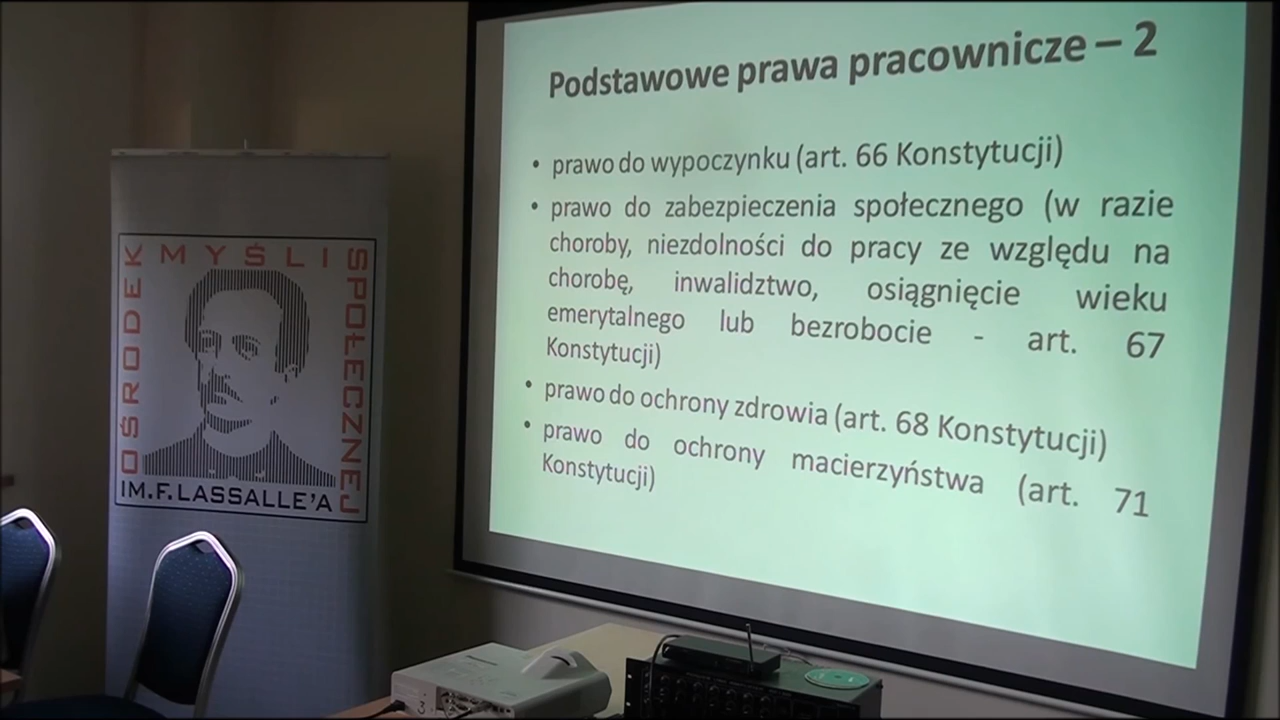 OŚRODEK MYŚLI SPOŁECZNEJ
IM.F.LASSALLE'A
Podstawowe prawa pracownicze – 2
• prawo do wypoczynku (art. 66 Konstytucji)
• prawo do zabezpieczenia społecznego (w razie
choroby, niezdolności do pracy ze względu na
chorobę, inwalidztwo, osiągnięcie wieku
emerytalnego lub bezrobocie - art. 67
Konstytucji)
• prawo do ochrony zdrowia (art. 68 Konstytucji)
• prawo do ochrony macierzyństwa (art. 71
Konstytucji)
3